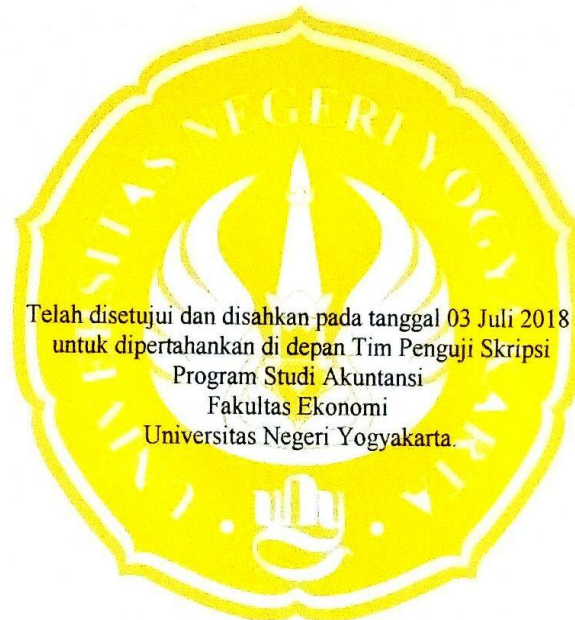 UNIVERSITAS NEGERI YOGYAKARTA
Telah disetujui dan disahkan pada tanggal 03 Juli 2018
untuk dipertahankan di depan Tim Penguji Skripsi
Program Studi Akuntansi
Fakultas Ekonomi
Universitas Negeri Yogyakarta.
uny